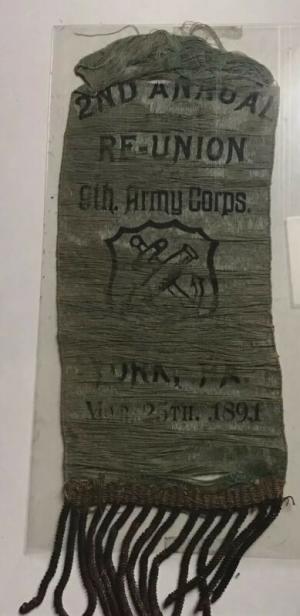 2ND ANNUAL
RE-UNION
9th. Army Corps.
YORK, PA.
Mar. 25TH. 1891